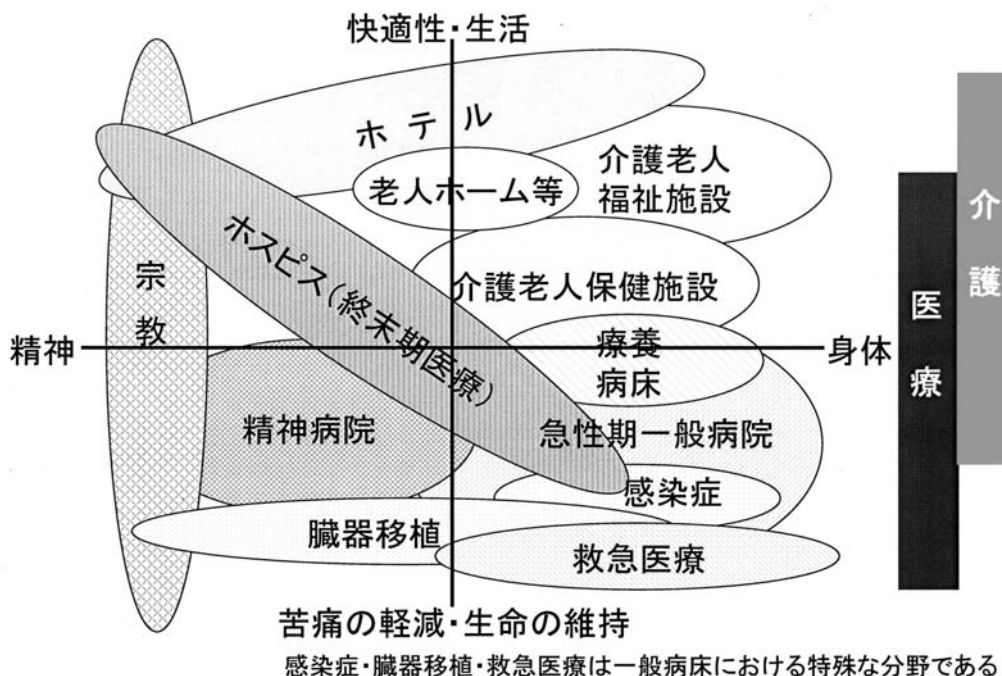 快適性・生活
ホテル
老人ホーム等
介護老人
福祉施設
ホスピス(終末期医療)
宗教
介護老人保健施設
精神
身体
療養
病床
精神病院
急性期一般病院
感染症
臓器移植
救急医療
苦痛の軽減・生命の維持
医療
介護
感染症・臓器移植・救急医療は一般病床における特殊な分野である